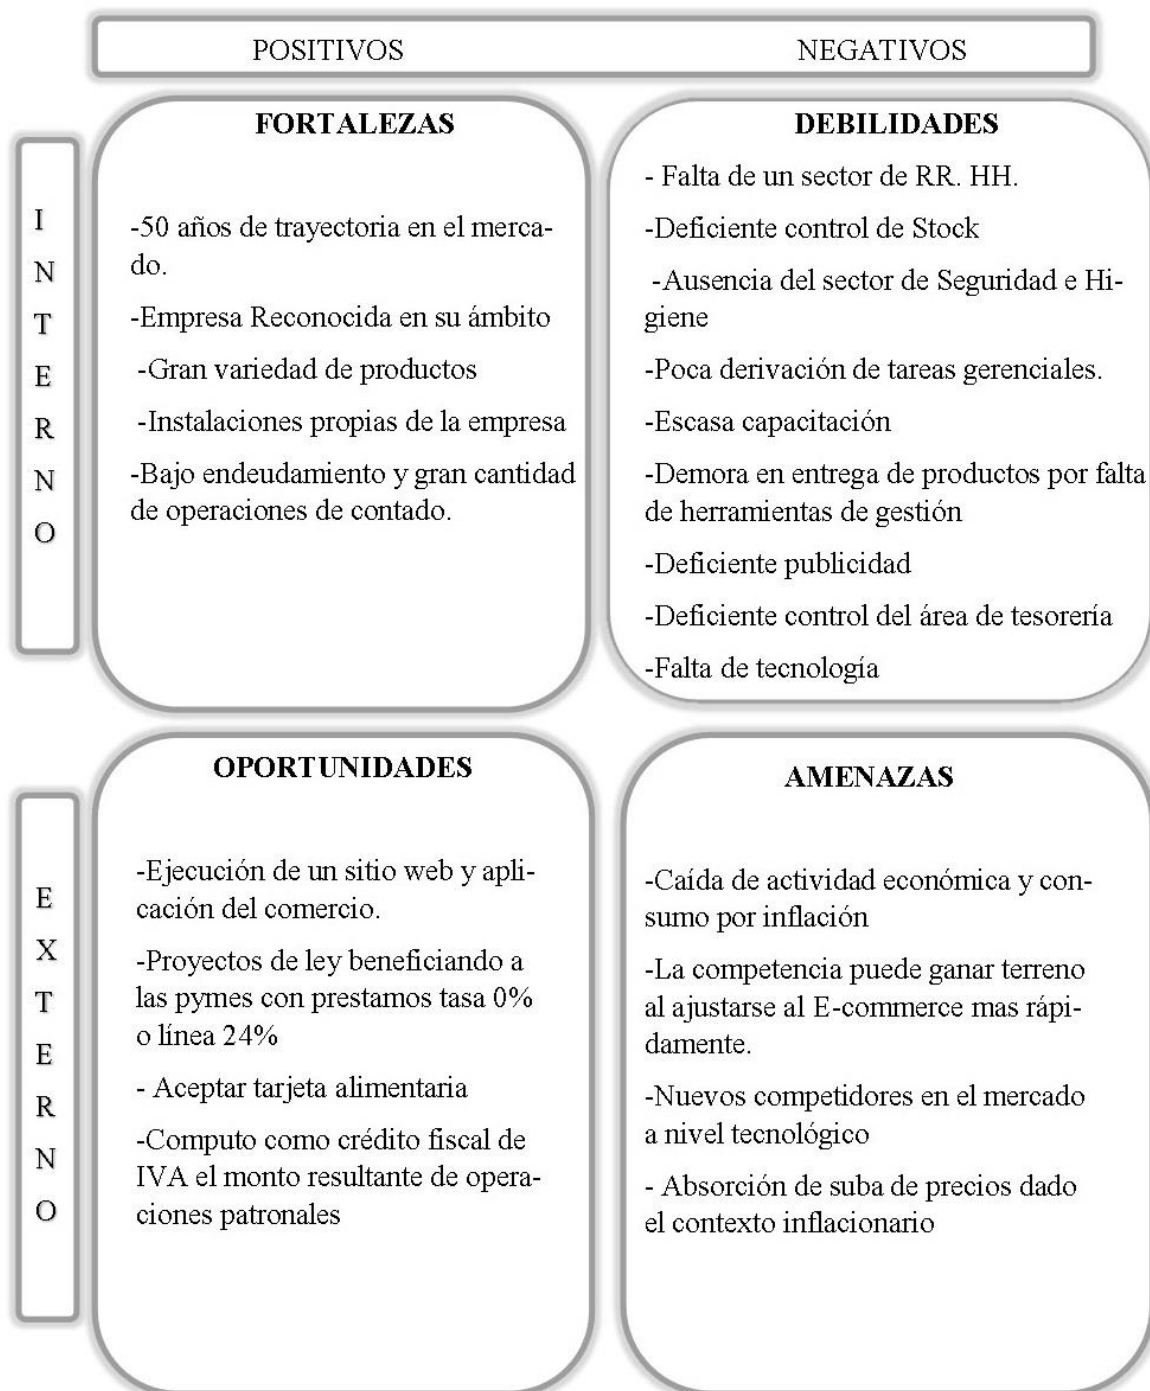 POSITIVOS NEGATIVOS
INTERNO
FORTALEZAS
-50 años de trayectoria en el merca-
do.
-Empresa Reconocida en su ámbito
-Gran variedad de productos
-Instalaciones propias de la empresa
-Bajo endeudamiento y gran cantidad
de operaciones de contado.
DEBILIDADES
- Falta de un sector de RR. HH.
-Deficiente control de Stock
-Ausencia del sector de Seguridad e Hi-
giene
-Poca derivación de tareas gerenciales.
-Escasa capacitación
-Demora en entrega de productos por falta
de herramientas de gestión
-Deficiente publicidad
-Deficiente control del área de tesorería
-Falta de tecnología
EXTERNO
OPORTUNIDADES
-Ejecución de un sitio web y apli-
cación del comercio.
-Proyectos de ley beneficiando a
las pymes con prestamos tasa 0%
o línea 24%
- Aceptar tarjeta alimentaria
-Computo como crédito fiscal de
IVA el monto resultante de opera-
ciones patronales
AMENAZAS
-Caída de actividad económica y con-
sumo por inflación
-La competencia puede ganar terreno
al ajustarse al E-commerce mas rápi-
damente.
-Nuevos competidores en el mercado
a nivel tecnológico
- Absorción de suba de precios dado
el contexto inflacionario